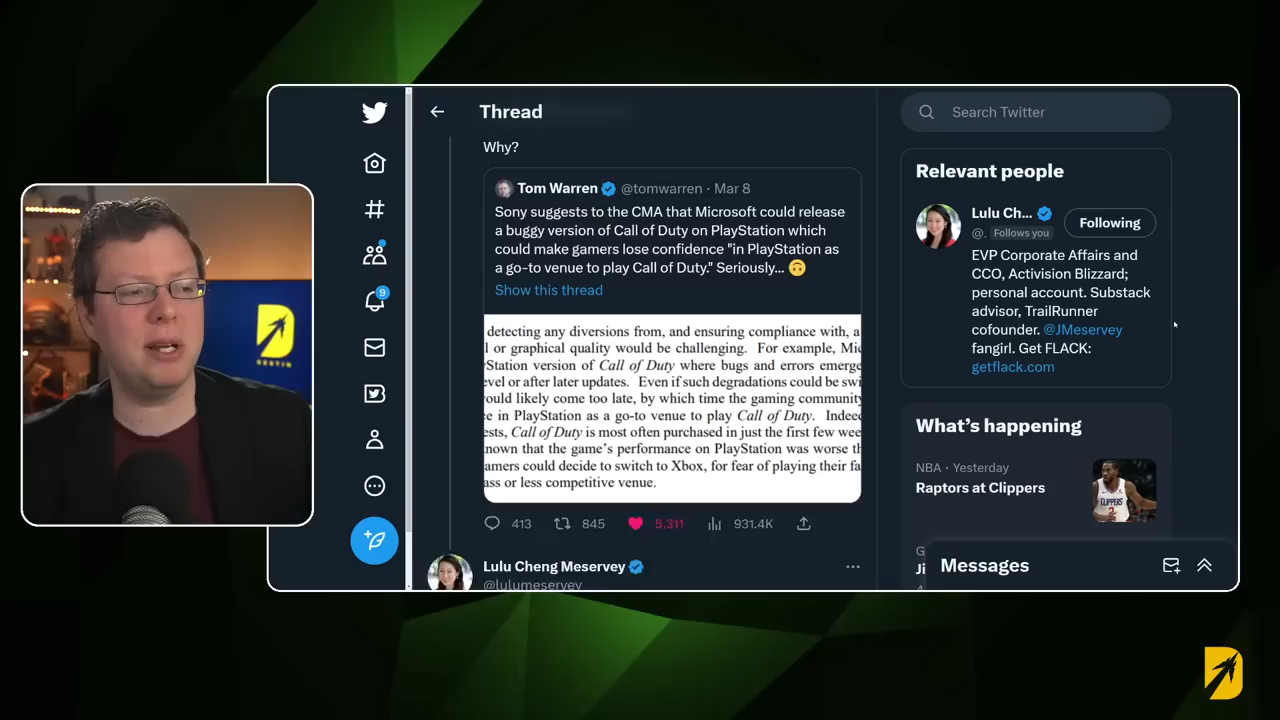 Thread
Search Twitter
Why?
Tom Warren @tomwarren · Mar 8
Sony suggests to the CMA that Microsoft could release
a buggy version of Call of Duty on PlayStation which
could make gamers lose confidence "in PlayStation as
a go-to venue to play Call of Duty." Seriously... 🙃
Show this thread
detecting any diversions from, and ensuring compliance with, a
l or graphical quality would be challenging. For example, Mic
yStation version of Call of Duty where bugs and errors emerge
evel or after later updates. Even if such degradations could be swi
ould likely come too late, by which time the gaming community
e in PlayStation as a go-to venue to play Call of Duty. Indeed
ests, Call of Duty is most often purchased in just the first few wee
nown that the game's performance on PlayStation was worse th
amers could decide to switch to Xbox, for fear of playing their fa
ass or less competitive venue.
413 845 5,311 931.4K
Lulu Cheng Meservey
@lulumeservey
9
Relevant people
Lulu Ch...
Following
@. Follows you
EVP Corporate Affairs and
CCO, Activision Blizzard;
personal account. Substack
advisor, TrailRunner
cofounder. @JMeservey
fangirl. Get FLACK:
getflack.com
What's happening
NBA · Yesterday
Raptors at Clippers
CLIPPERS
2
G
Ji
Messages
D
DESTIN
D